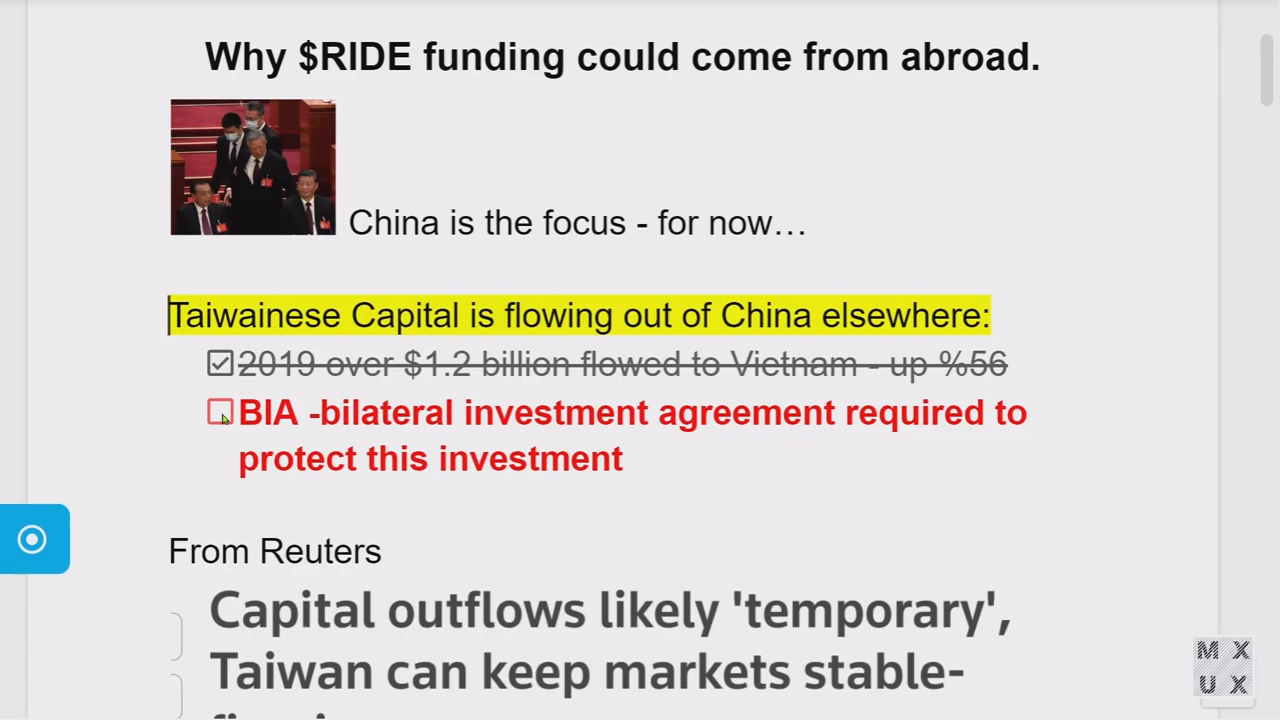 Why $RIDE funding could come from abroad.
China is the focus - for now…
Taiwainese Capital is flowing out of China elsewhere:
2019 over $1.2 billion flowed to Vietnam - up %56
BIA -bilateral investment agreement required to
protect this investment
From Reuters
Capital outflows likely 'temporary',
Taiwan can keep markets stable-
M X
U X